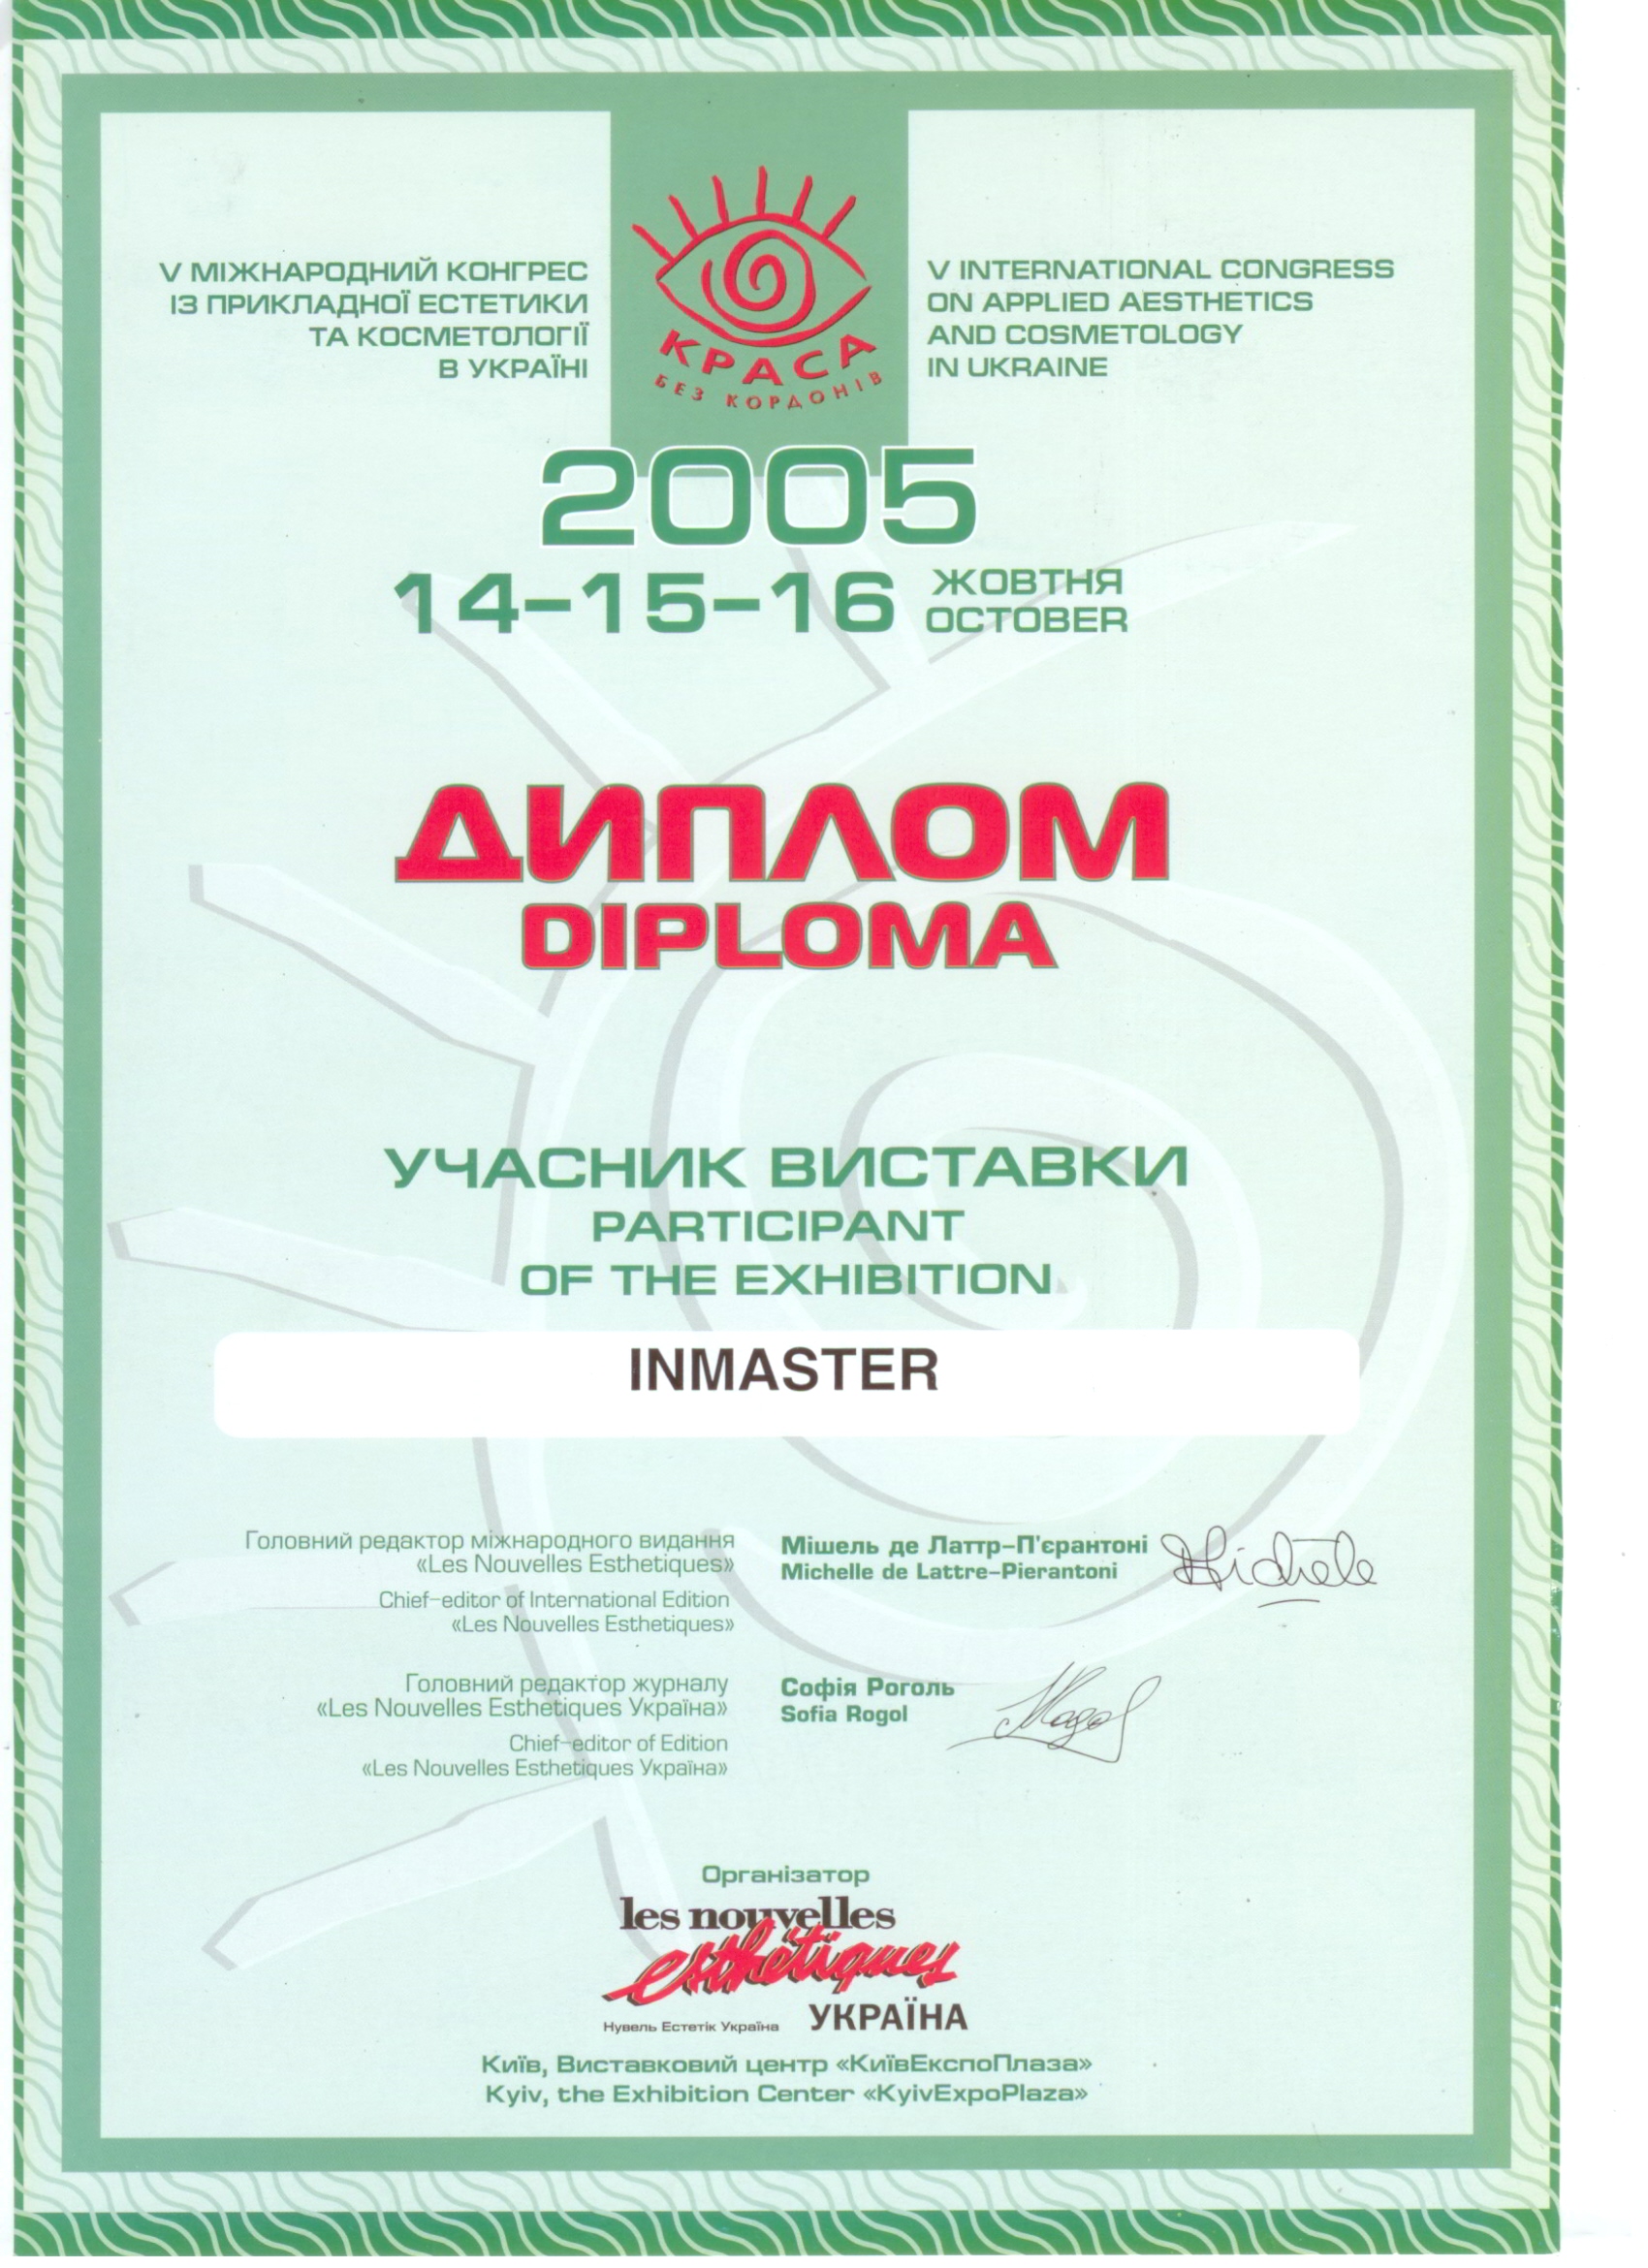 V МІЖНАРОДНИЙ КОНГРЕС
ІЗ ПРИКЛАДНОЇ ЕСТЕТИКИ
ТА КОСМЕТОЛОГІЇ
В УКРАЇНІ
КРАСА
БЕЗ КОРДОНІВ
V INTERNATIONAL CONGRESS
ON APPLIED AESTHETICS
AND COSMETOLOGY
IN UKRAINE
2005
14-15-16 ЖОВТНЯ
OCTOBER
ДИПЛОМ
DIPLOMA
УЧАСНИК ВИСТАВКИ
PARTICIPANT
OF THE EXHIBITION
INMASTER
Головний редактор міжнародного видання
«Les Nouvelles Esthetiques»
Chief-editor of International Edition
«Les Nouvelles Esthetiques»
Мішель де Латтр-П'єрантоні
Michelle de Lattre-Pierantoni
Michèle
Головний редактор журналу
«Les Nouvelles Esthetiques Україна»
Chief-editor of Edition
«Les Nouvelles Esthetiques Україна»
Софія Роголь
Sofia Rogol
Організатор
les nouvelles
esthétiques
Нувель Естетік Україна УКРАЇНА
Київ, Виставковий центр «КиївЕкспоПлаза»
Kyiv, the Exhibition Center «KyivExpoPlaza»